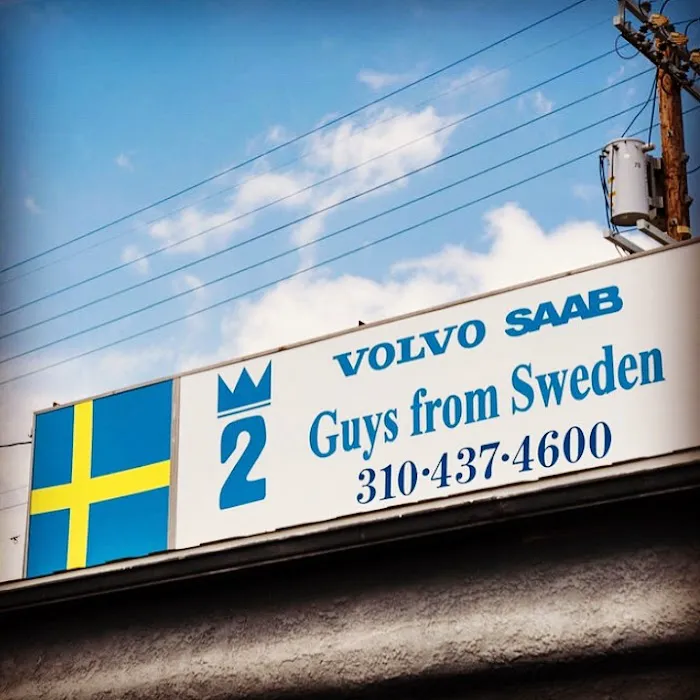 VOLVO SAAB
2 Guys from Sweden
310·437·4600